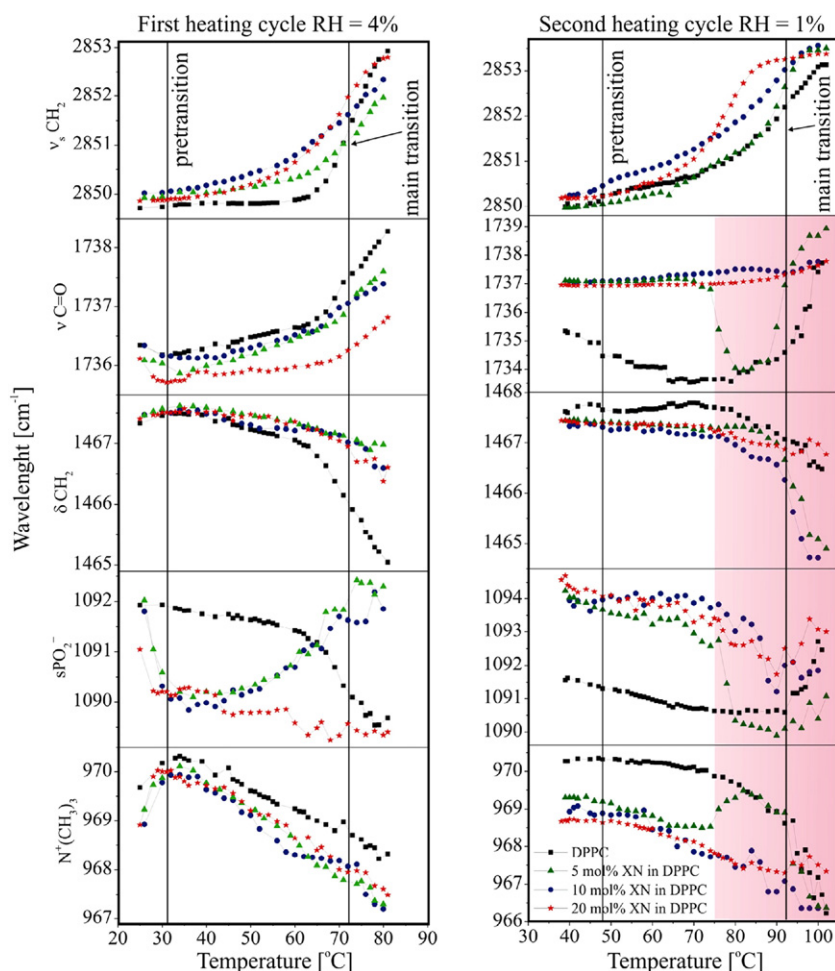 First heating cycle RH = 4%
Second heating cycle RH = 1%
Wavelenght [cm⁻¹]
νₛ CH₂
2853
2852
2851
2850
pretransition
main transition
ν C=O
1738
1737
1736
δ CH₂
1467
1466
1465
sPO₂⁻
1092
1091
1090
N⁺(CH₃)₃
970
969
968
967
20 30 40 50 60 70 80 90
Temperature [°C]
2853
2851
2850
pretransition
main transition
1739
1738
1737
1736
1735
1734
1468
1467
1466
1465
1094
1093
1092
1091
1090
970
969
968
967
966
DPPC
5 mol% XN in DPPC
10 mol% XN in DPPC
20 mol% XN in DPPC
30 40 50 60 70 80 90 100
Temperature [°C]